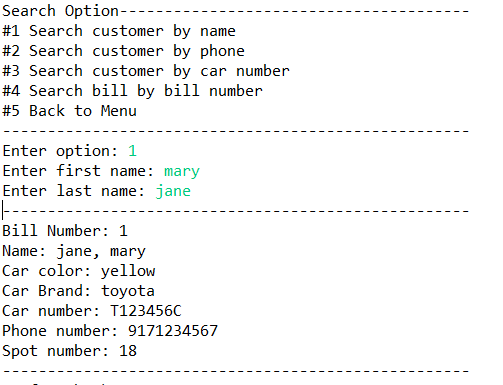 Search Option---------------------------------------
#1 Search customer by name
#2 Search customer by phone
#3 Search customer by car number
#4 Search bill by bill number
#5 Back to Menu
----------------------------------------------------
Enter option: 1
Enter first name: mary
Enter last name: jane
----------------------------------------------------
Bill Number: 1
Name: jane, mary
Car color: yellow
Car Brand: toyota
Car number: T123456C
Phone number: 9171234567
Spot number: 18
----------------------------------------------------